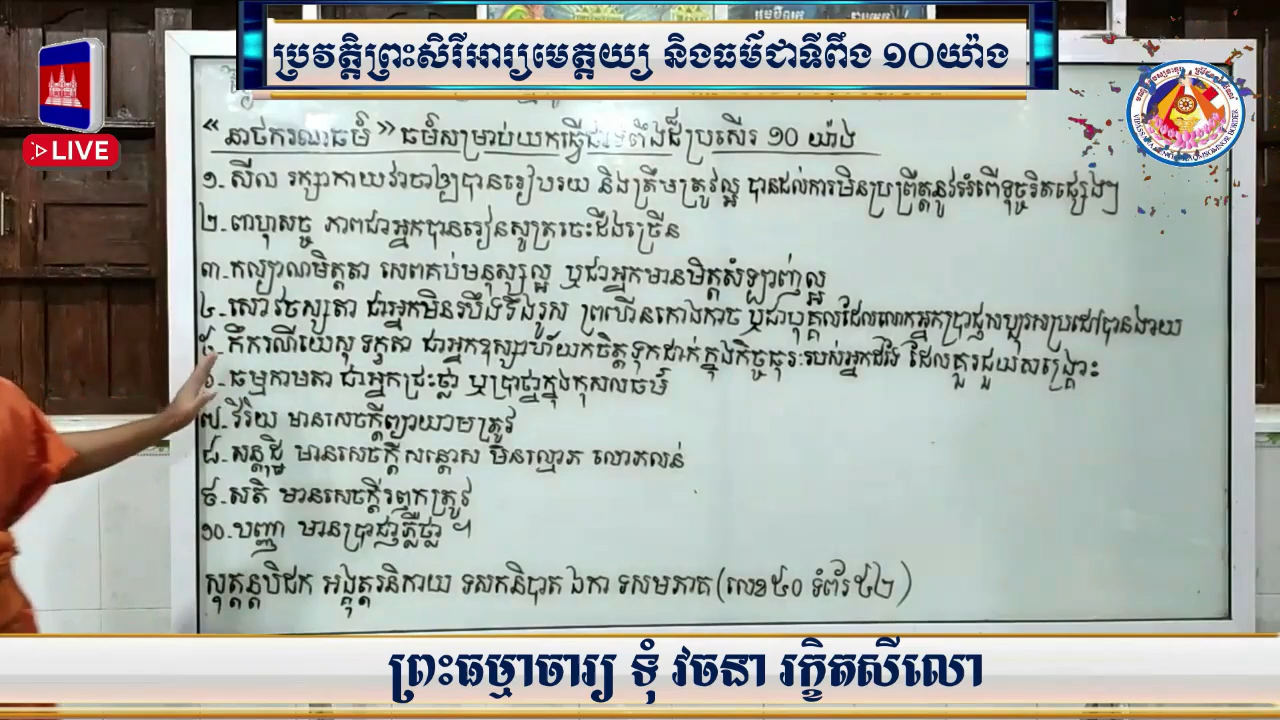 ប្រវត្តិព្រះសិរីអារ្យមេត្តយ្យ និងធម៌ជាទីពឹង ១០យ៉ាង
LIVE
«នាថករណធម៌» ធម៌សម្រាប់យកធ្វើជាទីពឹងដ៏ប្រសើរ ១០ យ៉ាង
១-សីល រក្សាកាយវាចាឲ្យបានរៀបរយ និងត្រឹមត្រូវល្អ បានដល់ការមិនប្រព្រឹត្តនូវអំពើទុច្ចរិតផ្សេងៗ
២-ពាហុសច្ច ភាពជាអ្នកបានរៀនសូត្រចេះដឹងច្រើន
៣-កល្យាណមិត្តតា សេពគប់មនុស្សល្អ ឬជាអ្នកមានមិត្តសំឡាញ់ល្អ
៤-សោវចស្សតា ជាអ្នកមិនរបឹងទឹងរូស ព្រហើនកោងកាច ឬជាបុគ្គលដែលលោកអ្នកប្រាជ្ញសប្បុរសប្រដៅបានងាយ
៥-កឹករណីយេសុ ទក្ខតា ជាអ្នកឧស្សាហ៍យកចិត្តទុកដាក់ក្នុងកិច្ចធុរៈរបស់អ្នកដទៃ ដែលគួរជួយសង្គ្រោះ
៦-ធម្មកាមតា ជាអ្នកជ្រះថ្លា ឬប្រាថ្នាក្នុងកុសលធម៌
៧-វីរិយ មានសេចក្តីព្យាយាមត្រូវ
៨-សន្តុដ្ឋិ មានសេចក្តីសន្តោស មិនល្មោភ លោភលន់
៩-សតិ មានសេចក្តីរឭកត្រូវ
១០-បញ្ញា មានប្រាជ្ញាភ្លឺថ្លា ។
សុត្តន្តបិដក អង្គុត្តរនិកាយ ទសកនិបាត ឯកាទសមភាគ (លេខ៥០ ទំព័រ៥២)
ព្រះធម្មាចារ្យ ទុំ វចនា រក្ខិតសីលោ